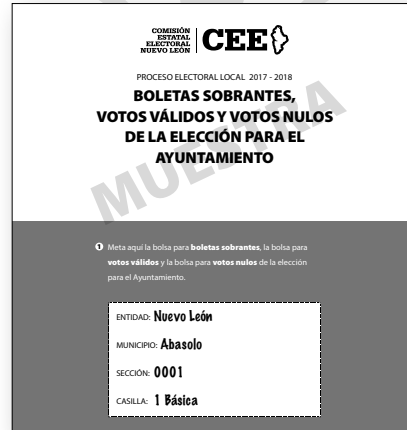 COMISIÓN
ESTATAL
ELECTORAL
NUEVO LEÓN
CEE
PROCESO ELECTORAL LOCAL 2017 - 2018
BOLETAS SOBRANTES,
VOTOS VÁLIDOS Y VOTOS NULOS
DE LA ELECCIÓN PARA EL
AYUNTAMIENTO
MUESTRA
1 Meta aquí la bolsa para boletas sobrantes, la bolsa para
votos válidos y la bolsa para votos nulos de la elección
para el Ayuntamiento.
ENTIDAD: Nuevo León
MUNICIPIO: Abasolo
SECCIÓN: 0001
CASILLA: 1 Básica